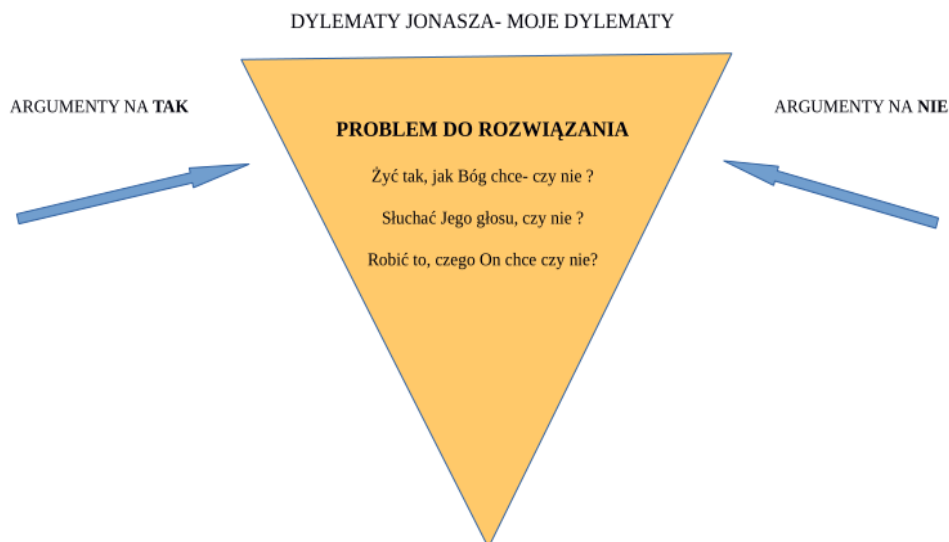 DYLEMATY JONASZA- MOJE DYLEMATY
ARGUMENTY NA TAK
ARGUMENTY NA NIE
PROBLEM DO ROZWIĄZANIA
Żyć tak, jak Bóg chce- czy nie ?
Słuchać Jego głosu, czy nie ?
Robić to, czego On chce czy nie?